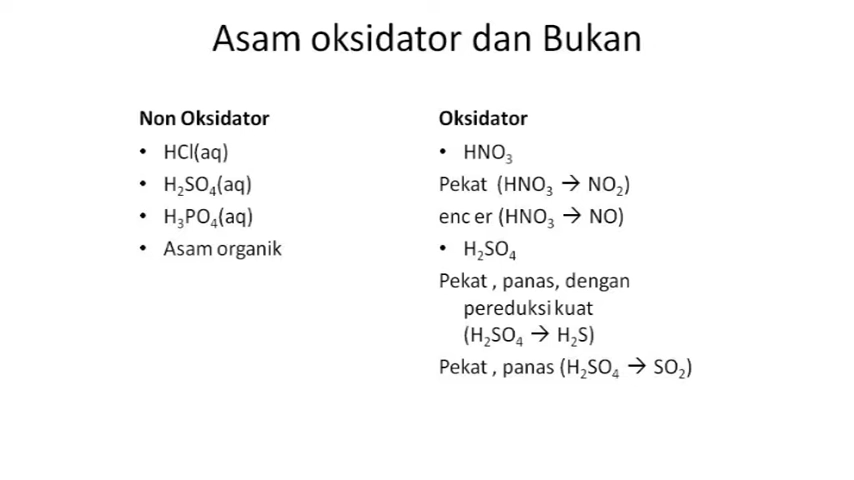 Asam oksidator dan Bukan
Non Oksidator
• HCl(aq)
• H₂SO₄(aq)
• H₃PO₄(aq)
• Asam organik
Oksidator
• HNO₃
Pekat (HNO₃ → NO₂)
enc er (HNO₃ → NO)
• H₂SO₄
Pekat , panas, dengan
pereduksi kuat
(H₂SO₄ → H₂S)
Pekat , panas (H₂SO₄ → SO₂)